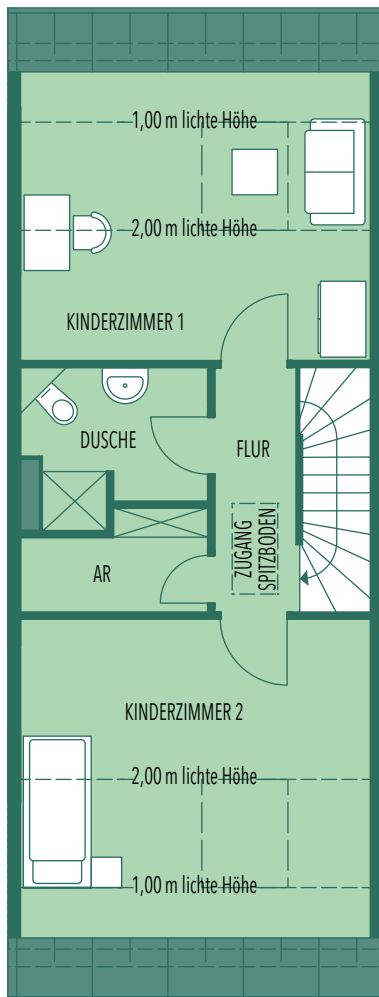 1,00 m lichte Höhe
2,00 m lichte Höhe
KINDERZIMMER 1
DUSCHE
FLUR
ZUGANG
SPITZBODEN
AR
KINDERZIMMER 2
2,00 m lichte Höhe
1,00 m lichte Höhe